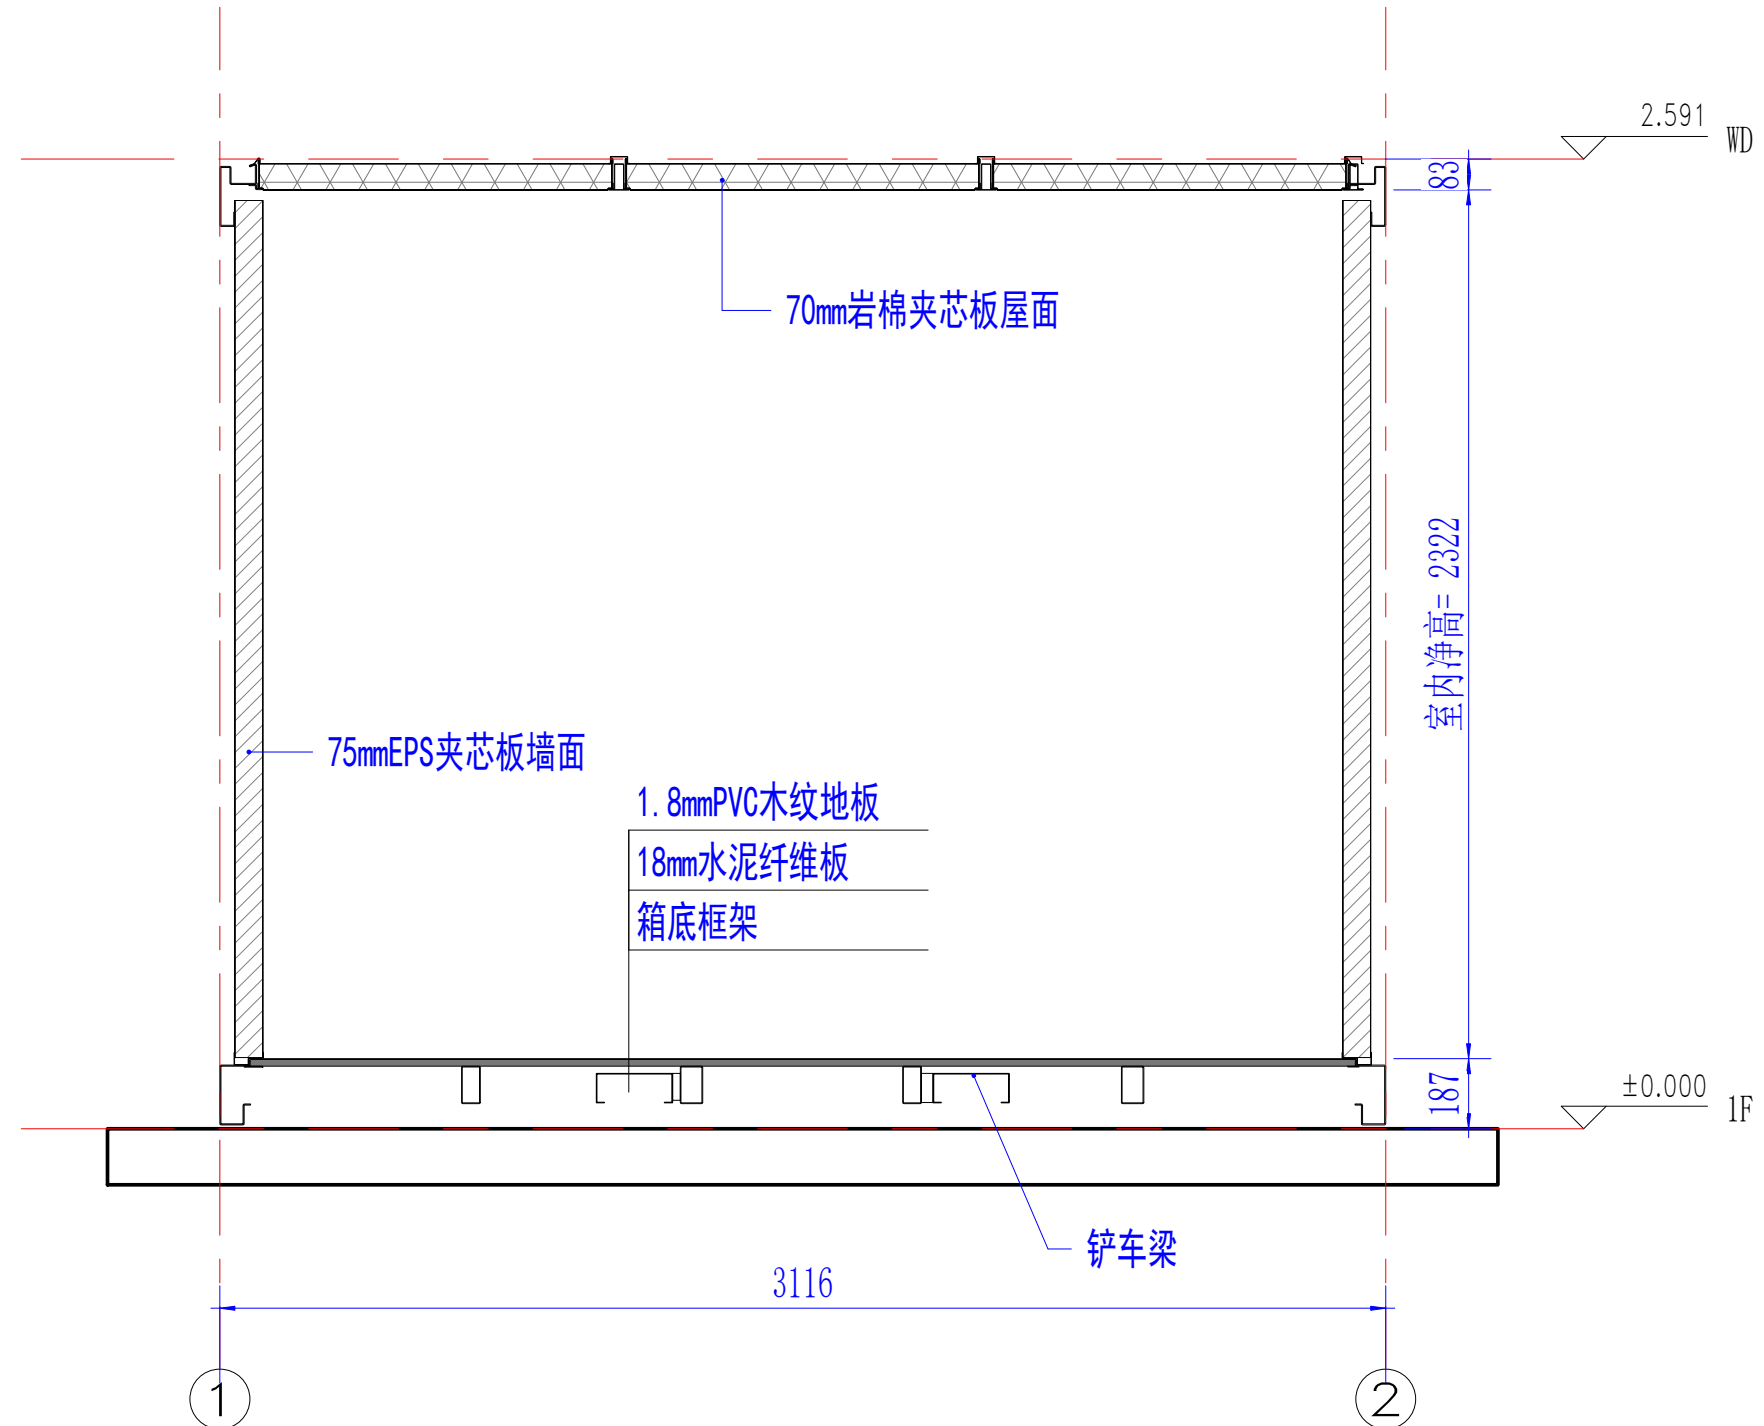 2.591
WD
83
70mm岩棉夹芯板屋面
室内净高= 2322
75mmEPS夹芯板墙面
1.8mmPVC木纹地板
18mm水泥纤维板
箱底框架
187
±0.000
1F
铲车梁
3116
1
2